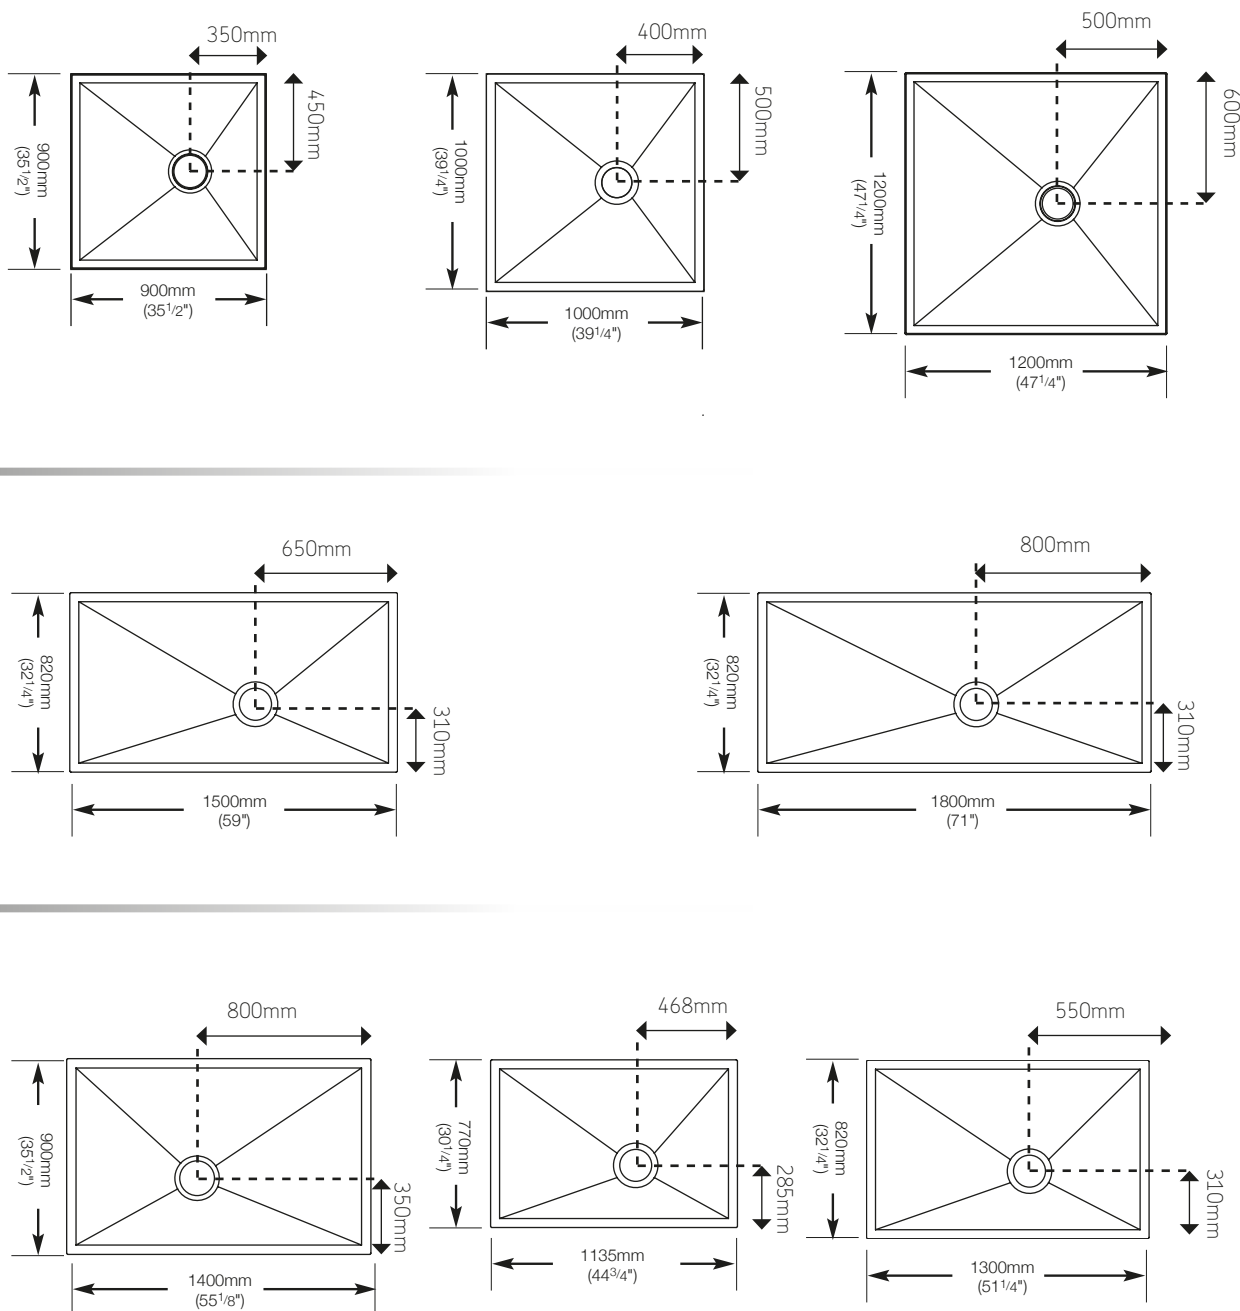 350mm
450mm
900mm
(35 1/2")
900mm
(35 1/2")
400mm
500mm
1000mm
(39 1/4")
1000mm
(39 1/4")
500mm
600mm
1200mm
(47 1/4")
1200mm
(47 1/4")
650mm
820mm
(32 1/4")
310mm
1500mm
(59")
800mm
820mm
(32 1/4")
310mm
1800mm
(71")
800mm
900mm
(35 1/2")
350mm
1400mm
(55 1/8")
468mm
770mm
(30 1/4")
285mm
1135mm
(44 3/4")
550mm
820mm
(32 1/4")
310mm
1300mm
(51 1/4")